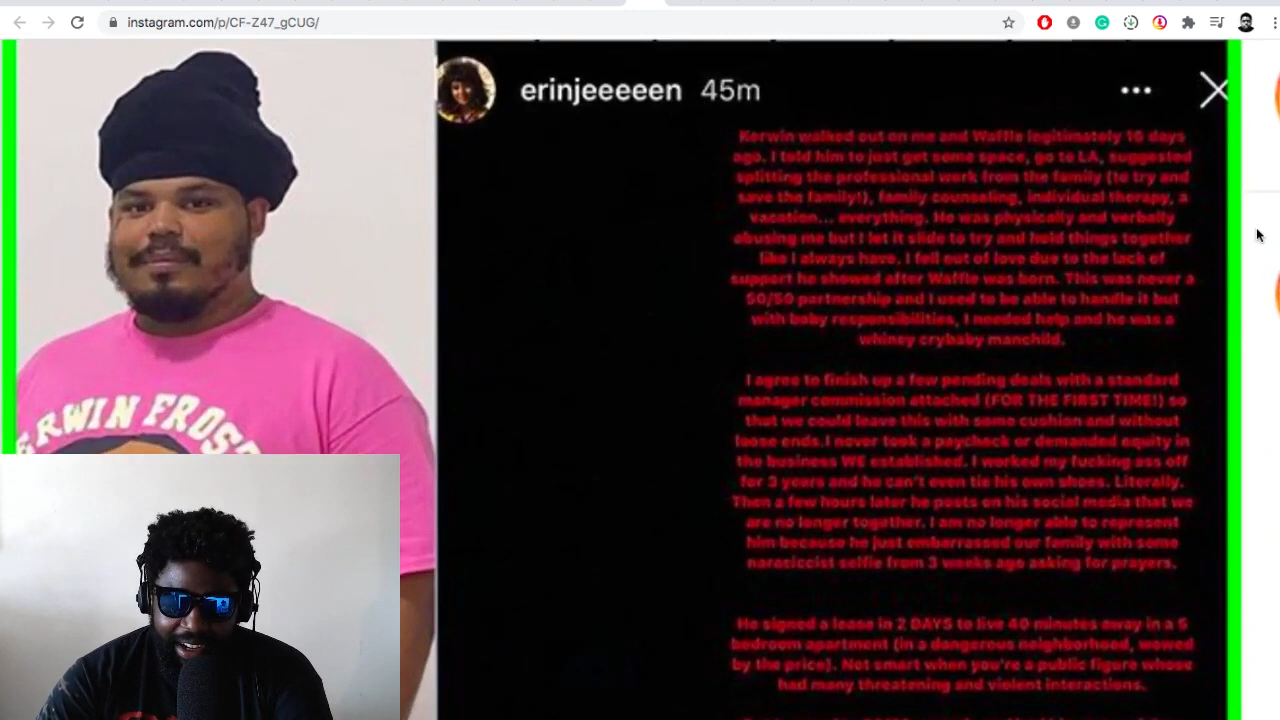 instagram.com/p/CF-Z47_gCUG/
erinjeeeeen 45m
Kerwin walked out on me and Waffle legitimately 16 days
ago. I told him to just get some space, go to LA, suggested
splitting the professional work from the family (to try and
save the family!), family counseling, individual therapy, a
vacation... everything. He was physically and verbally
abusing me but I let it slide to try and hold things together
like I always have. I fell out of love due to the lack of
support he showed after Waffle was born. This was never a
50/50 partnership and I used to be able to handle it but
with baby responsibilities, I needed help and he was a
whiney crybaby manchild.
I agree to finish up a few pending deals with a standard
manager commission attached (FOR THE FIRST TIME!) so
that we could leave this with some cushion and without
loose ends.I never took a paycheck or demanded equity in
the business WE established. I worked my fucking ass off
for 3 years and he can't even tie his own shoes. Literally.
Then a few hours later he posts on his social media that we
are no longer together. I am no longer able to represent
him because he just embarrassed our family with some
narasiccist selfie from 3 weeks ago asking for prayers.
He signed a lease in 2 DAYS to live 40 minutes away in a 5
bedroom apartment (in a dangerous neighborhood, wowed
by the price). Not smart when you're a public figure whose
had many threatening and violent interactions.
ERWIN FROS